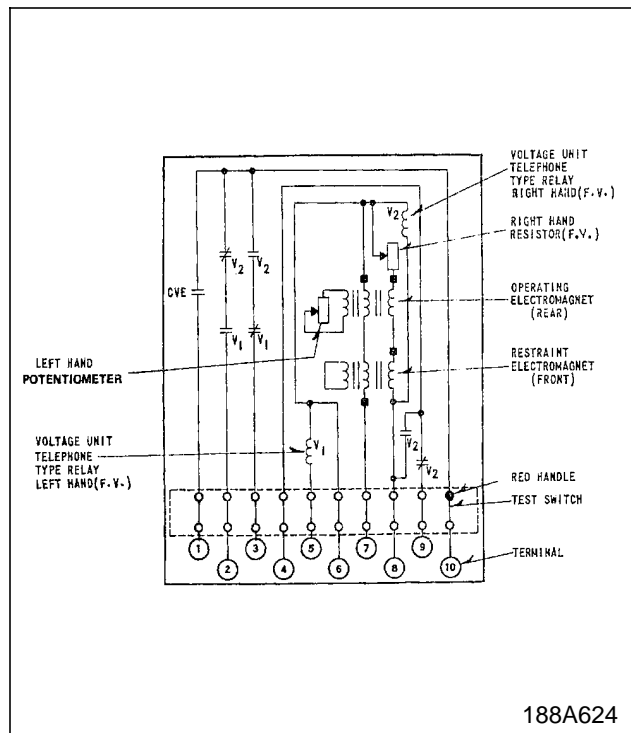 VOLTAGE UNIT
TELEPHONE
TYPE RELAY
RIGHT HAND(F.V.)
V2
RIGHT HAND
RESISTOR(F.V.)
V2
V2
CVE
OPERATING
ELECTROMAGNET
(REAR)
V1
V1
LEFT HAND
POTENTIOMETER
RESTRAINT
ELECTROMAGNET
(FRONT)
VOLTAGE UNIT
TELEPHONE
TYPE RELAY
LEFT HAND(F.V.)
V1
V2
V2
RED HANDLE
TEST SWITCH
1
2
3
4
5
6
7
8
9
10
TERMINAL
188A624